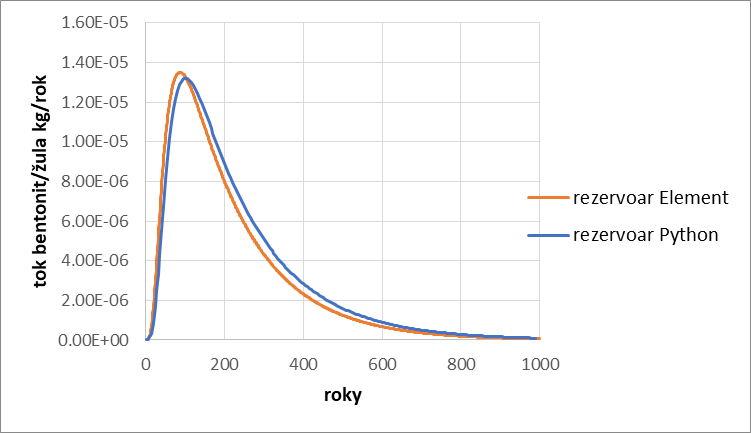 tok bentonit/žula kg/rok
1.60E-05
1.40E-05
1.20E-05
1.00E-05
8.00E-06
6.00E-06
4.00E-06
2.00E-06
0.00E+00
0 200 400 600 800 1000
roky
rezervoar Element
rezervoar Python